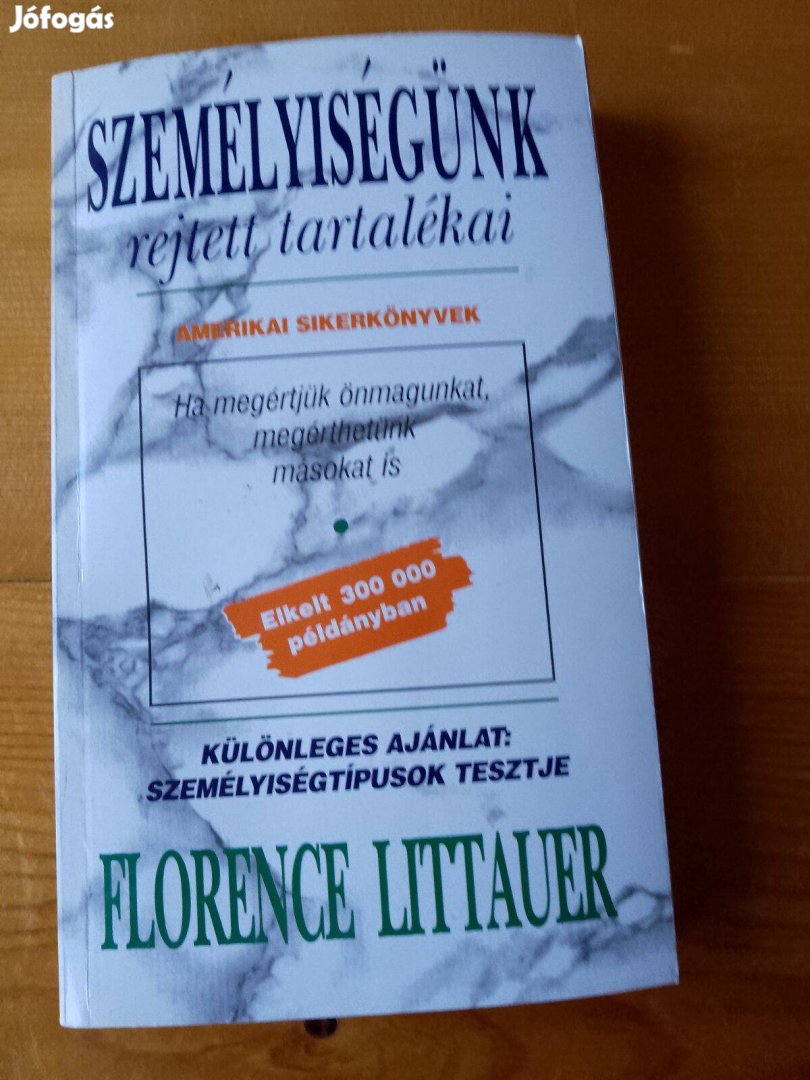 Jófogás
SZEMÉLYISÉGÜNK
rejtett tartalékai
AMERIKAI SIKERKÖNYVEK
Ha megértjük önmagunkat,
megérthetünk
másokat is
Elkelt 300 000
példányban
KÜLÖNLEGES AJÁNLAT:
SZEMÉLYISÉGTÍPUSOK TESZTJE
FLORENCE LITTAUER